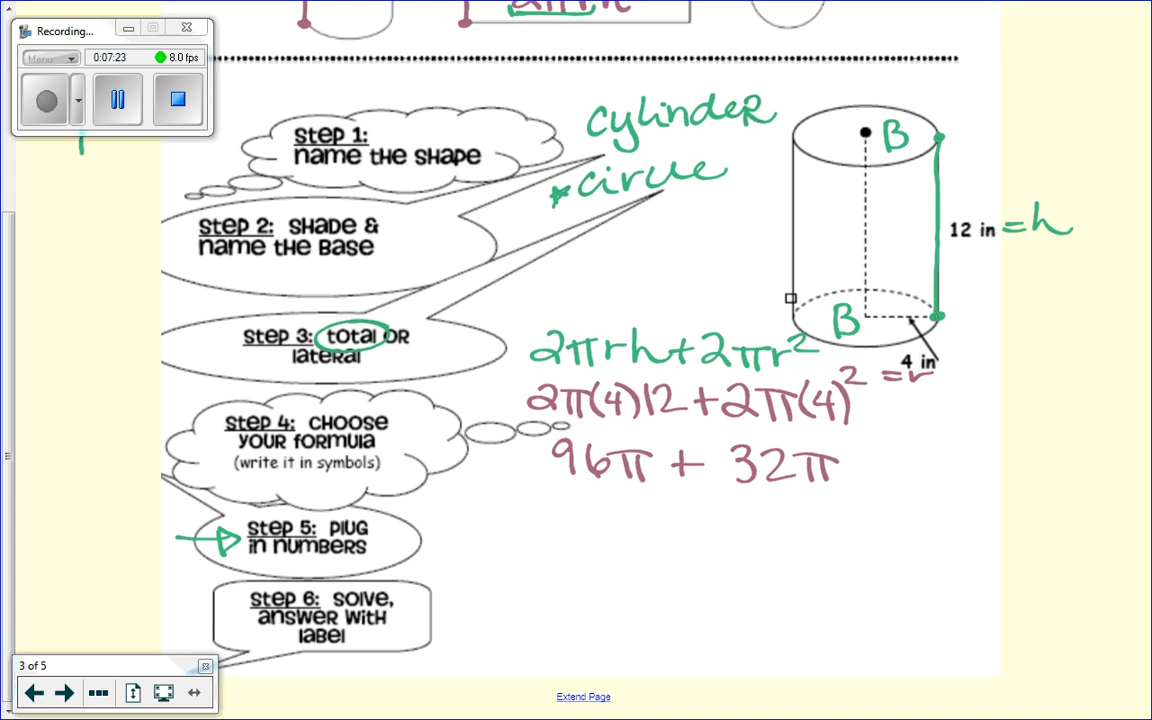 2πrh
Recording...
Menu
0:07:23
8.0 fps
Step 1:
Name the Shape
cylinder
*circle
Step 2: Shade &
Name the Base
B
12 in = h
B
4 in
= r
Step 3: total OR
lateral
2πrh + 2πr²
2π(4)12 + 2π(4)²
Step 4: Choose
your formula
(write it in symbols)
96π + 32π
Step 5: Plug
in numbers
Step 6: Solve,
answer with
label
3 of 5
Extend Page